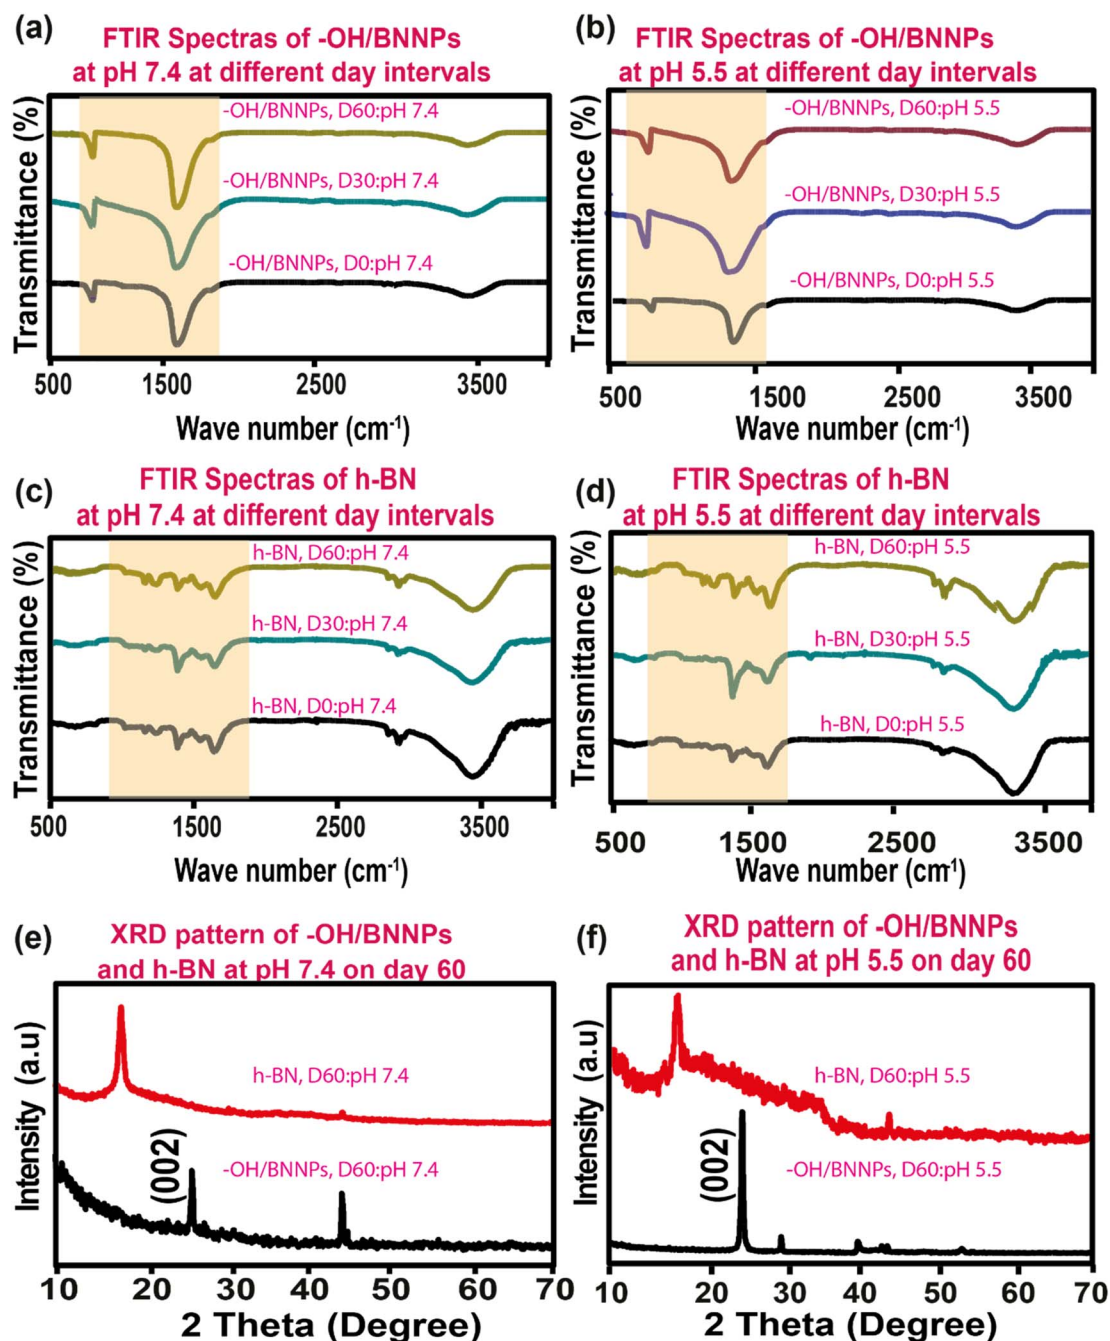 (a)
FTIR Spectras of -OH/BNNPs
at pH 7.4 at different day intervals
Transmittance (%)
-OH/BNNPs, D60:pH 7.4
-OH/BNNPs, D30:pH 7.4
-OH/BNNPs, D0:pH 7.4
500 1500 2500 3500
Wave number (cm⁻¹)
(b)
FTIR Spectras of -OH/BNNPs
at pH 5.5 at different day intervals
Transmittance (%)
-OH/BNNPs, D60:pH 5.5
-OH/BNNPs, D30:pH 5.5
-OH/BNNPs, D0:pH 5.5
500 1500 2500 3500
Wave number (cm⁻¹)
(c)
FTIR Spectras of h-BN
at pH 7.4 at different day intervals
Transmittance (%)
h-BN, D60:pH 7.4
h-BN, D30:pH 7.4
h-BN, D0:pH 7.4
500 1500 2500 3500
Wave number (cm⁻¹)
(d)
FTIR Spectras of h-BN
at pH 5.5 at different day intervals
Transmittance (%)
h-BN, D60:pH 5.5
h-BN, D30:pH 5.5
h-BN, D0:pH 5.5
500 1500 2500 3500
Wave number (cm⁻¹)
(e)
XRD pattern of -OH/BNNPs
and h-BN at pH 7.4 on day 60
Intensity (a.u)
h-BN, D60:pH 7.4
(002)
-OH/BNNPs, D60:pH 7.4
10 20 30 40 50 60 70
2 Theta (Degree)
(f)
XRD pattern of -OH/BNNPs
and h-BN at pH 5.5 on day 60
Intensity (a.u)
h-BN, D60:pH 5.5
(002)
-OH/BNNPs, D60:pH 5.5
10 20 30 40 50 60 70
2 Theta (Degree)